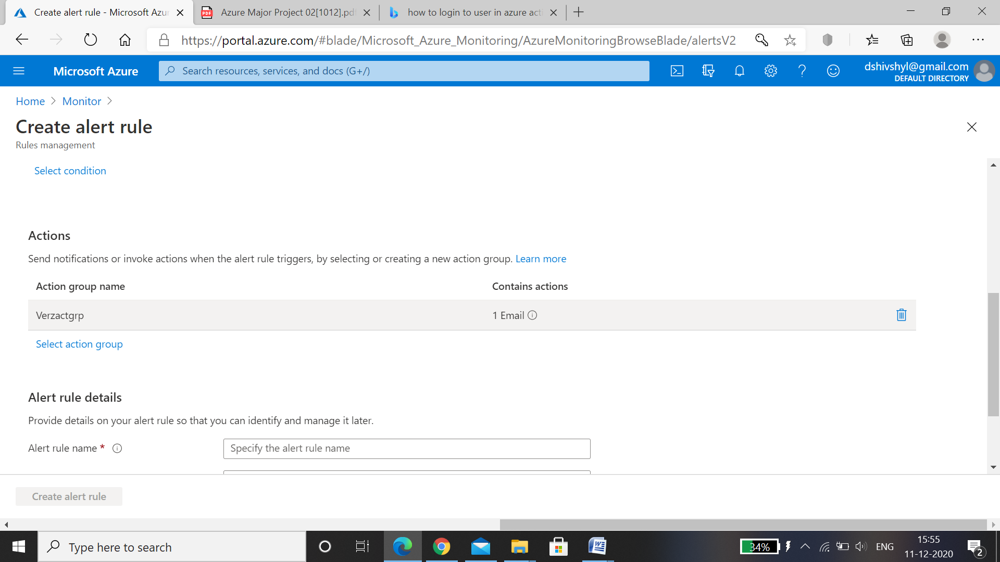 Create alert rule - Microsoft Azur
Azure Major Project 02[1012].pdf
how to login to user in azure acti
https://portal.azure.com/#blade/Microsoft_Azure_Monitoring/AzureMonitoringBrowseBlade/alertsV2
Microsoft Azure
Search resources, services, and docs (G+/)
dshivshyl@gmail.com
DEFAULT DIRECTORY
Home > Monitor >
Create alert rule
Rules management
Select condition
Actions
Send notifications or invoke actions when the alert rule triggers, by selecting or creating a new action group. Learn more
Action group name Contains actions
Verzactgrp 1 Email
Select action group
Alert rule details
Provide details on your alert rule so that you can identify and manage it later.
Alert rule name * Specify the alert rule name
Create alert rule
Type here to search
34%
ENG
15:55
11-12-2020
2